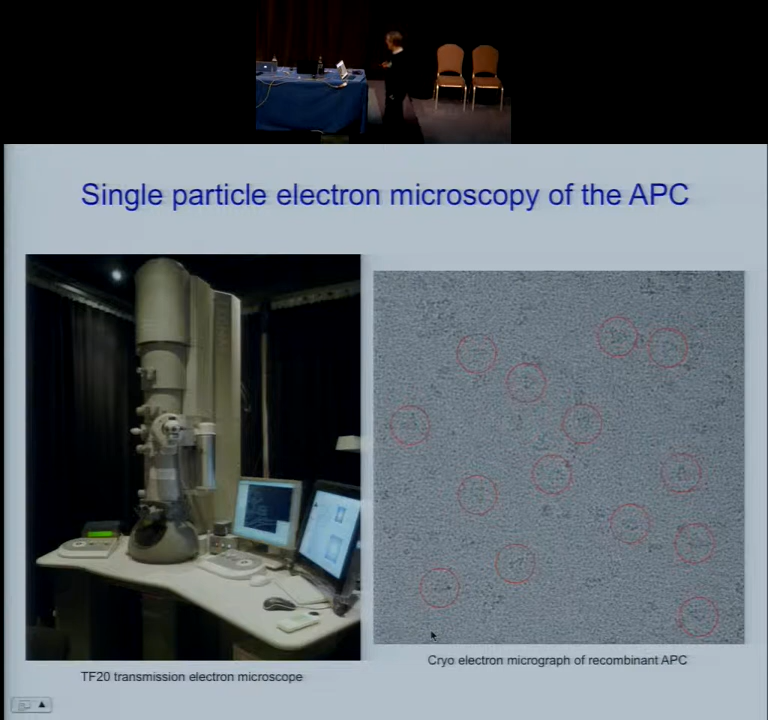 Single particle electron microscopy of the APC
TF20 transmission electron microscope
Cryo electron micrograph of recombinant APC